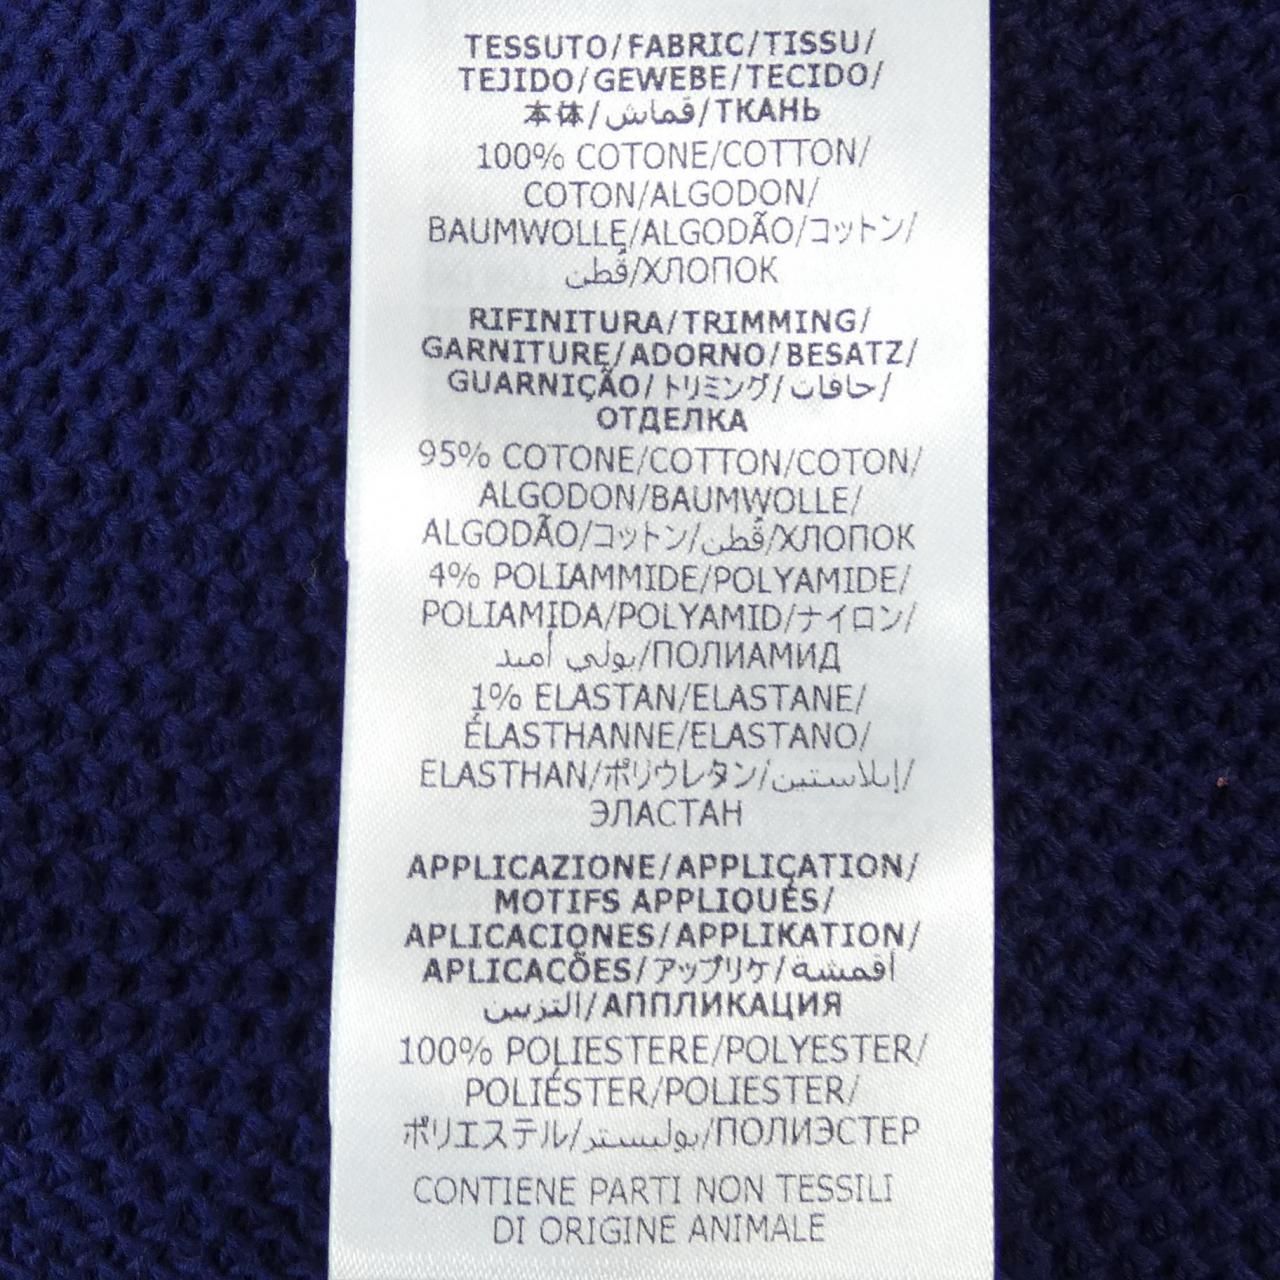 TESSUTO/FABRIC/TISSU/
TEJIDO/GEWEBE/TECIDO/
本体/قماش/ТКАНЬ
100% COTONE/COTTON/
COTON/ALGODON/
BAUMWOLLE/ALGODÃO/コットン/
قُطن/ХЛОПОК
RIFINITURA/TRIMMING/
GARNITURE/ADORNO/BESATZ/
GUARNIÇÃO/トリミング/حافات/
ОТДЕЛКА
95% COTONE/COTTON/COTON/
ALGODON/BAUMWOLLE/
ALGODÃO/コットン/قُطن/ХЛОПОК
4% POLIAMMIDE/POLYAMIDE/
POLIAMIDA/POLYAMID/ナイロン/
بولي أميد/ПОЛИАМИД
1% ELASTAN/ELASTANE/
ÉLASTHANNE/ELASTANO/
ELASTHAN/ポリウレタン/إيلاستين/
ЭЛАСТАН
APPLICAZIONE/APPLICATION/
MOTIFS APPLIQUÉS/
APLICACIONES/APPLIKATION/
APLICAÇÕES/アップリケ/أقمشة
التزيين/АППЛИКАЦИЯ
100% POLIESTERE/POLYESTER/
POLIÉSTER/POLIESTER/
ポリエステル/بوليستر/ПОЛИЭСТЕР
CONTIENE PARTI NON TESSILI
DI ORIGINE ANIMALE